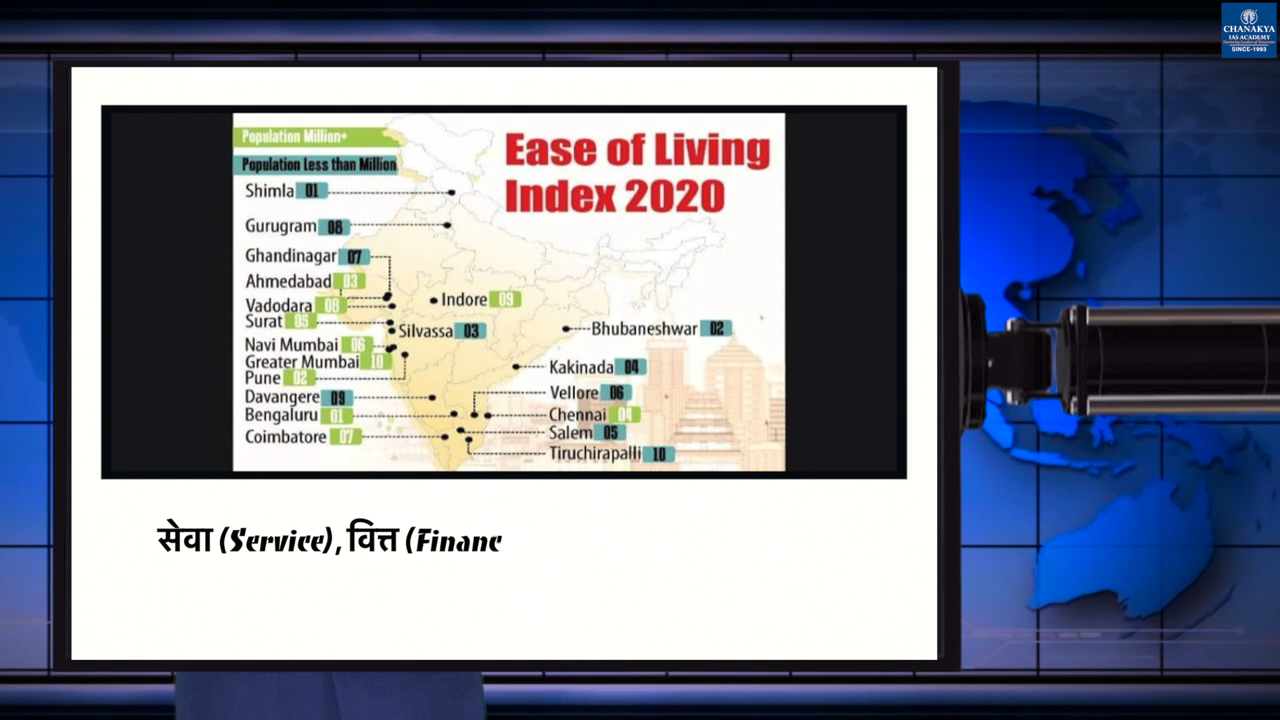 CHANAKYA
IAS ACADEMY
SINCE-1993
Population Million+
Population Less than Million
Ease of Living
Index 2020
Shimla 01
Gurugram 08
Ghandinagar 07
Ahmedabad 03
Vadodara 08
Surat 05
Navi Mumbai 06
Greater Mumbai 10
Pune 02
Davangere 09
Bengaluru 01
Coimbatore 07
Indore 09
Silvassa 03
Bhubaneshwar 02
Kakinada 04
Vellore 06
Chennai 04
Salem 05
Tiruchirapalli 10
सेवा (Service), वित्त (Financ